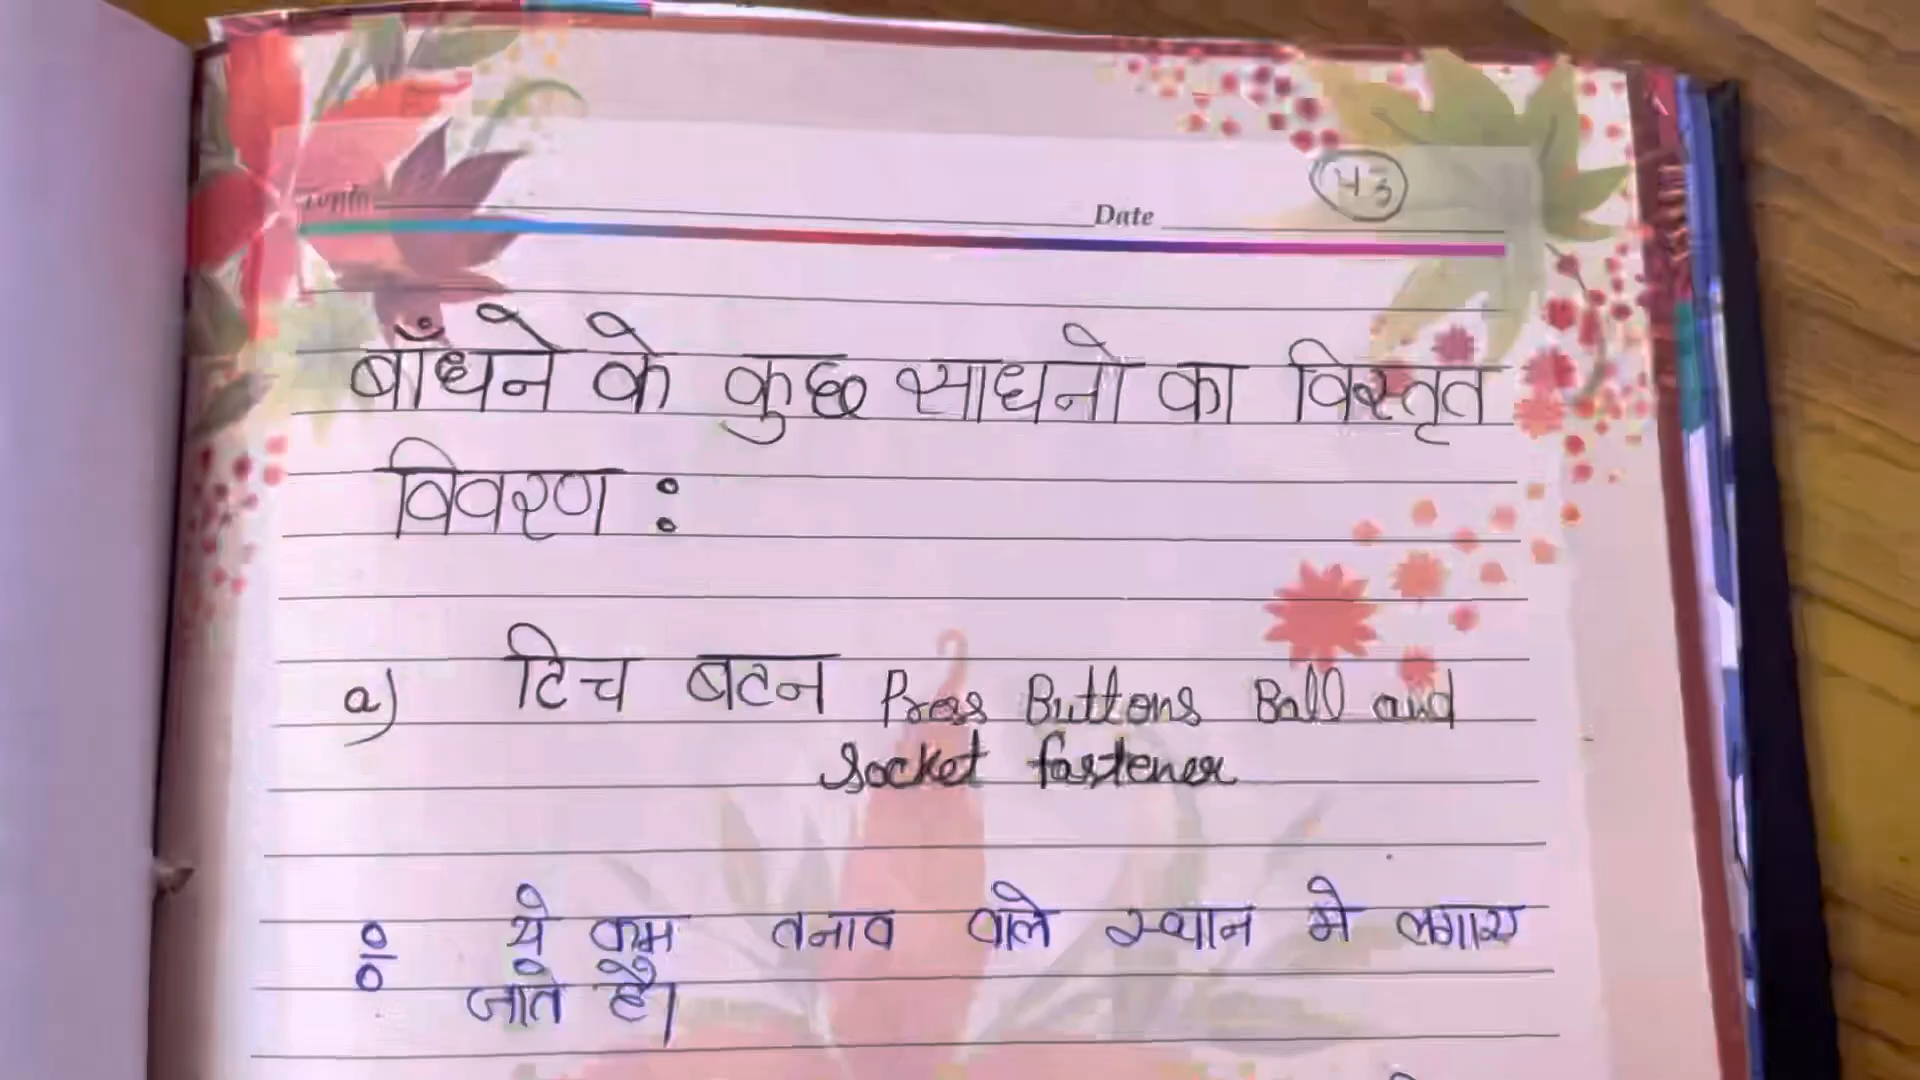 43
Date
बाँधने के कुछ साधनो का विस्तृत
विवरण :
a) टिच बटन Press Buttons Ball and
Socket fastener
ये कम तनाव वाले स्थान मे लगाए
जाते हैं।